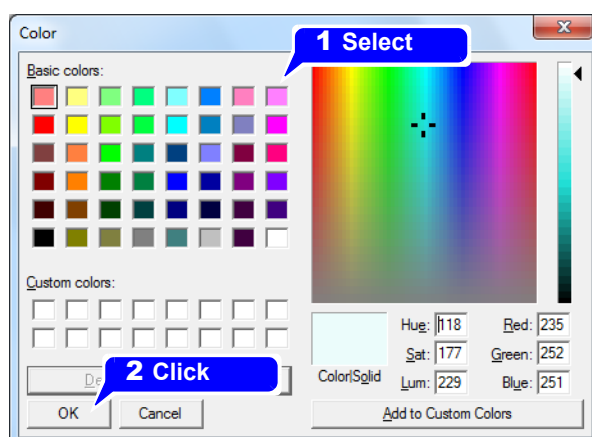 Color
x
1 Select
Basic colors:
Custom colors:
2 Click
OK
Cancel
Color|Solid
Hue: 118
Sat: 177
Lum: 229
Red: 235
Green: 252
Blue: 251
Add to Custom Colors